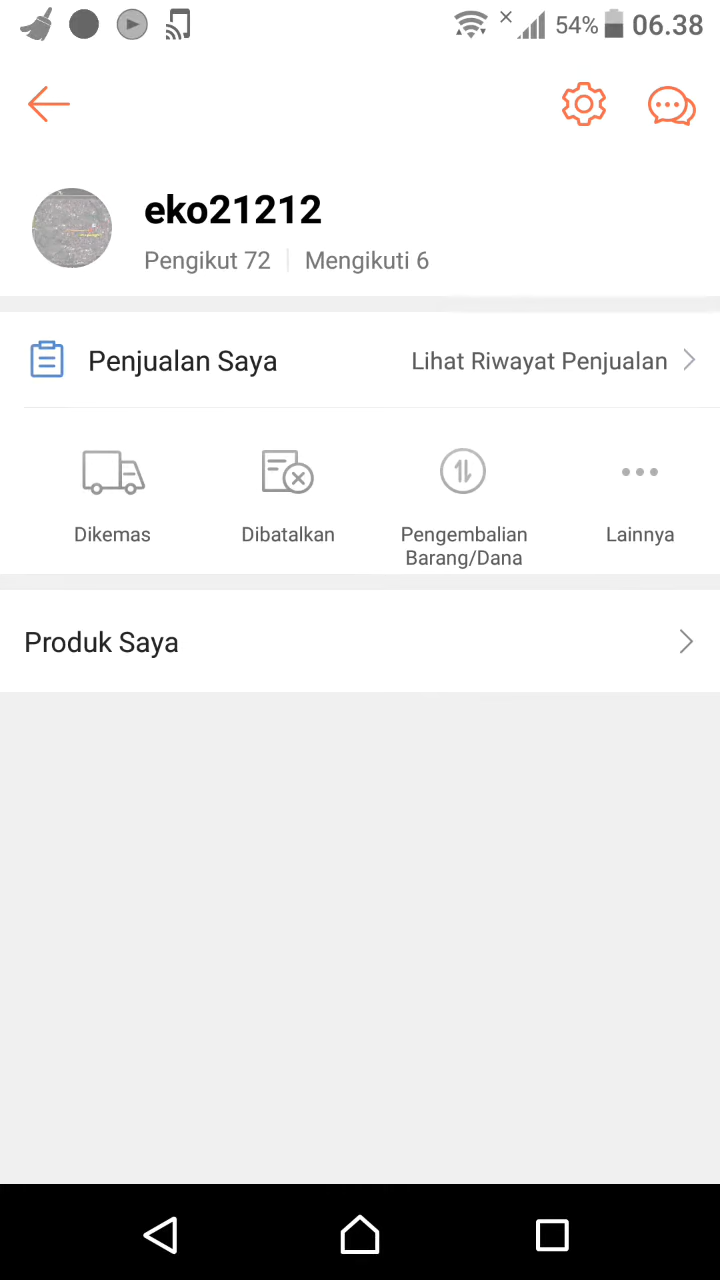 54% 06.38
eko21212
Pengikut 72 Mengikuti 6
Penjualan Saya Lihat Riwayat Penjualan
Dikemas Dibatalkan Pengembalian Barang/Dana Lainnya
Produk Saya